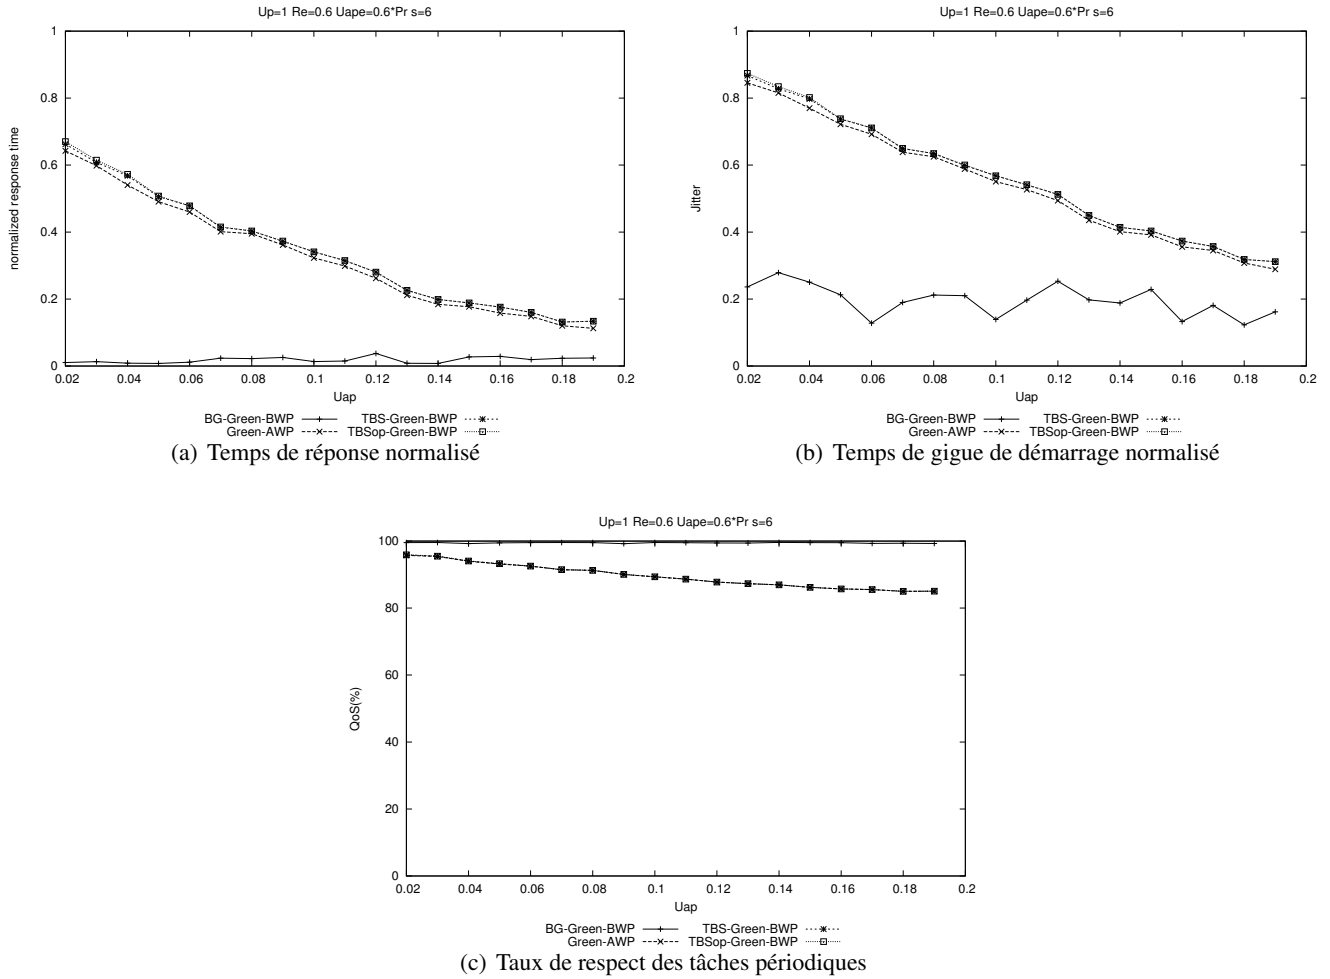 Up=1 Re=0.6 Uape=0.6*Pr s=6
1
0.8
0.6
0.4
0.2
0
normalized response time
0.02 0.04 0.06 0.08 0.1 0.12 0.14 0.16 0.18 0.2
Uap
BG-Green-BWP TBS-Green-BWP
Green-AWP TBSop-Green-BWP
(a) Temps de réponse normalisé
Up=1 Re=0.6 Uape=0.6*Pr s=6
1
0.8
0.6
0.4
0.2
0
Jitter
0.02 0.04 0.06 0.08 0.1 0.12 0.14 0.16 0.18 0.2
Uap
BG-Green-BWP TBS-Green-BWP
Green-AWP TBSop-Green-BWP
(b) Temps de gigue de démarrage normalisé
Up=1 Re=0.6 Uape=0.6*Pr s=6
100
80
60
40
20
0
QoS(%)
0.02 0.04 0.06 0.08 0.1 0.12 0.14 0.16 0.18 0.2
Uap
BG-Green-BWP TBS-Green-BWP
Green-AWP TBSop-Green-BWP
(c) Taux de respect des tâches périodiques